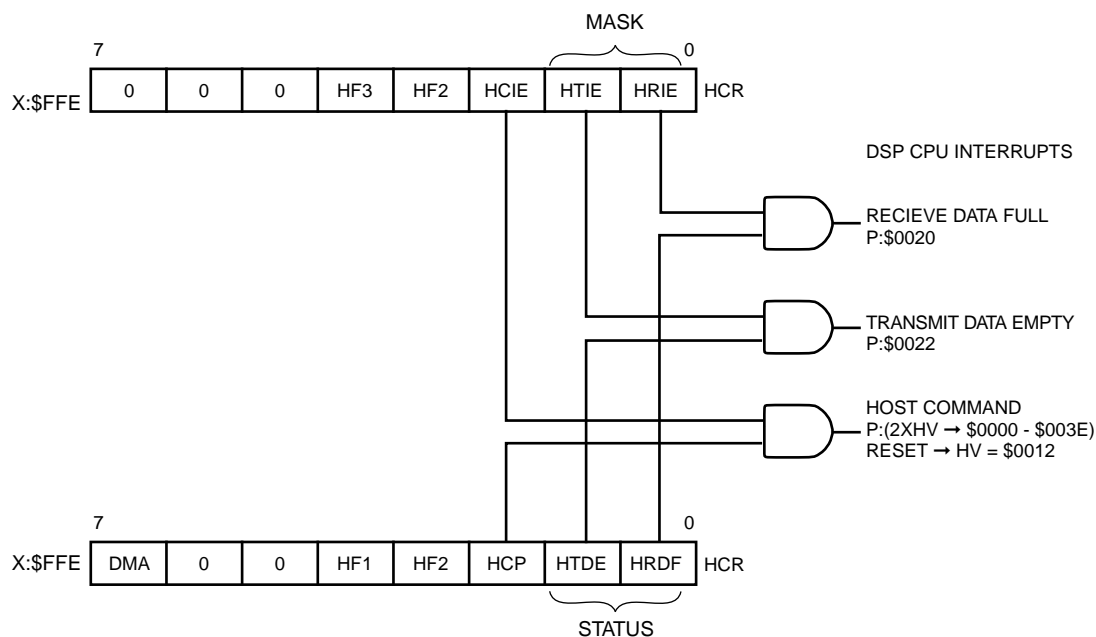 MASK
7 0
X:$FFE 0 0 0 HF3 HF2 HCIE HTIE HRIE HCR
DSP CPU INTERRUPTS
RECIEVE DATA FULL
P:$0020
TRANSMIT DATA EMPTY
P:$0022
HOST COMMAND
P:(2XHV → $0000 - $003E)
RESET → HV = $0012
7 0
X:$FFE DMA 0 0 HF1 HF2 HCP HTDE HRDF HCR
STATUS